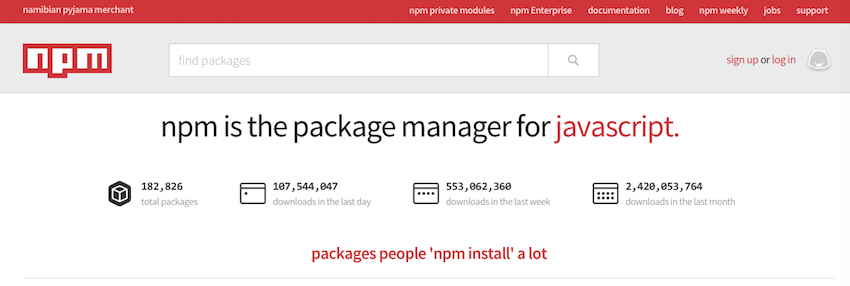 namibian pyjama merchant
npm private modules npm Enterprise documentation blog npm weekly jobs support
npm
find packages
sign up or log in
npm is the package manager for javascript.
182,826 107,544,047 553,062,360 2,420,053,764
total packages downloads in the last day downloads in the last week downloads in the last month
packages people 'npm install' a lot